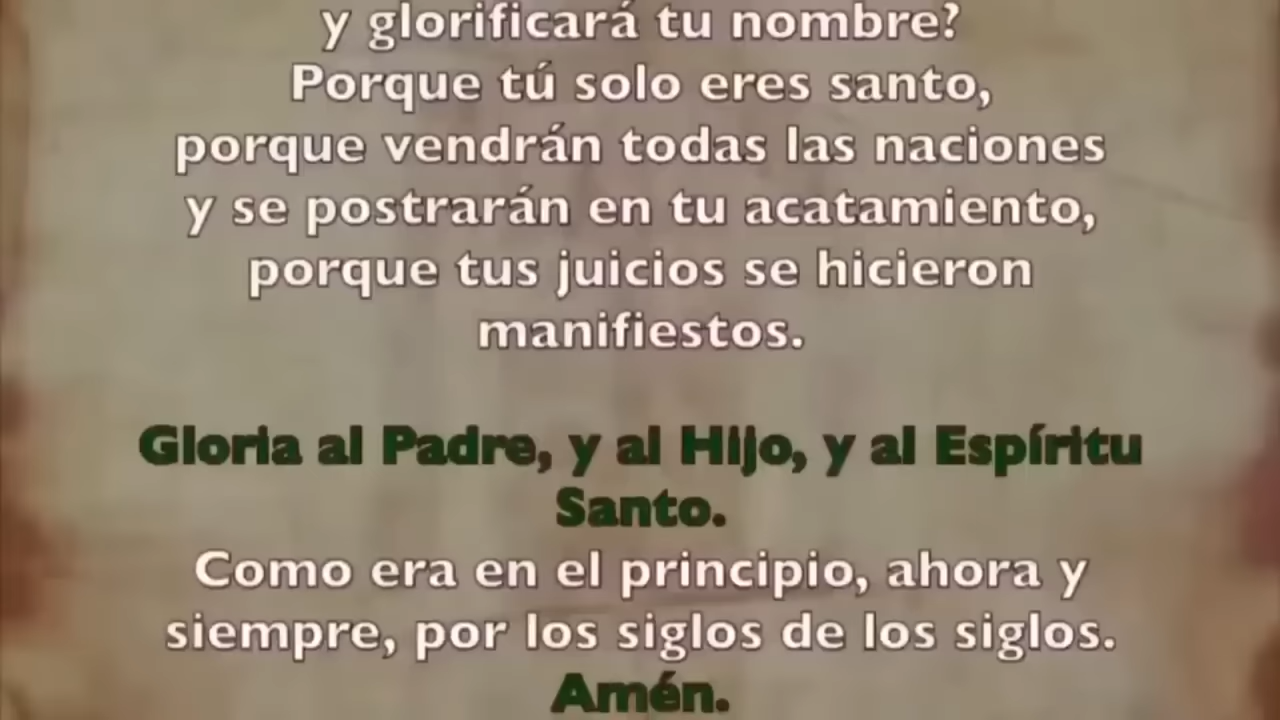 y glorificará tu nombre?
Porque tú solo eres santo,
porque vendrán todas las naciones
y se postrarán en tu acatamiento,
porque tus juicios se hicieron
manifiestos.
Gloria al Padre, y al Hijo, y al Espíritu
Santo.
Como era en el principio, ahora y
siempre, por los siglos de los siglos.
Amén.